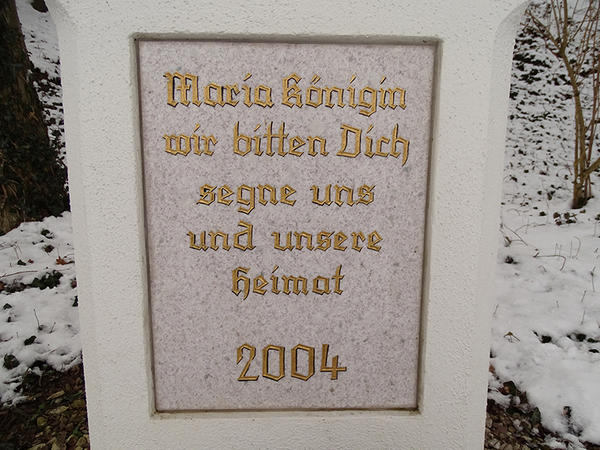 Maria Königin
wir bitten Dich
segne uns
und unsere
Heimat
2004